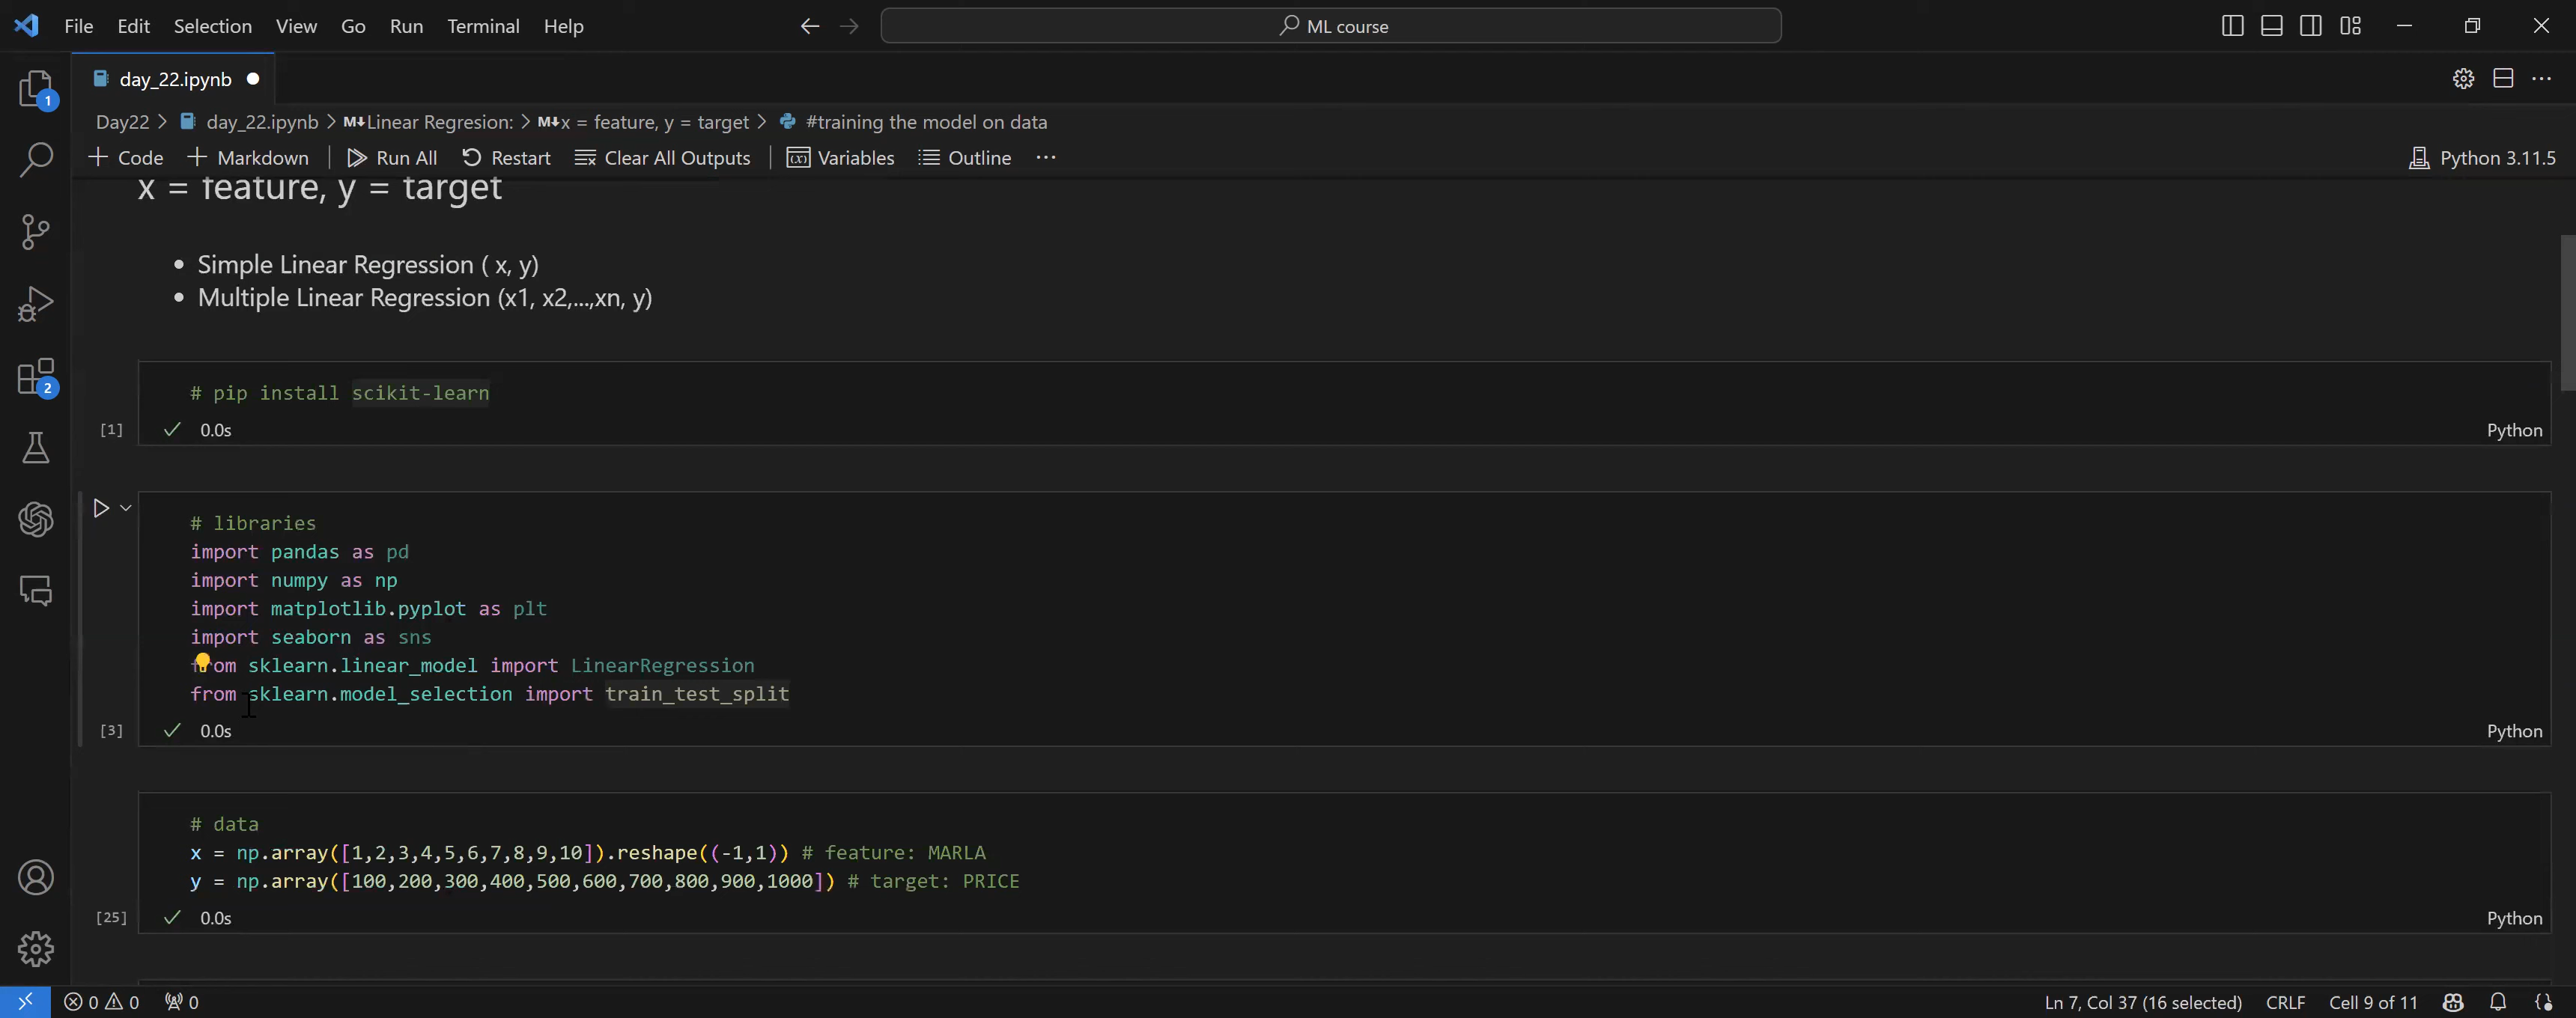 File Edit Selection View Go Run Terminal Help
ML course
day_22.ipynb
Day22 > day_22.ipynb > M↓Linear Regresion: > M↓x = feature, y = target > #training the model on data
+ Code + Markdown | Run All Restart Clear All Outputs | Variables Outline ... Python 3.11.5
x = feature, y = target
• Simple Linear Regression ( x, y)
• Multiple Linear Regression (x1, x2,...,xn, y)
# pip install scikit-learn
[1] ✓ 0.0s Python
# libraries
import pandas as pd
import numpy as np
import matplotlib.pyplot as plt
import seaborn as sns
from sklearn.linear_model import LinearRegression
from sklearn.model_selection import train_test_split
[3] ✓ 0.0s Python
# data
x = np.array([1,2,3,4,5,6,7,8,9,10]).reshape((-1,1)) # feature: MARLA
y = np.array([100,200,300,400,500,600,700,800,900,1000]) # target: PRICE
[25] ✓ 0.0s Python
1
2
0 0 0 Ln 7, Col 37 (16 selected) CRLF Cell 9 of 11